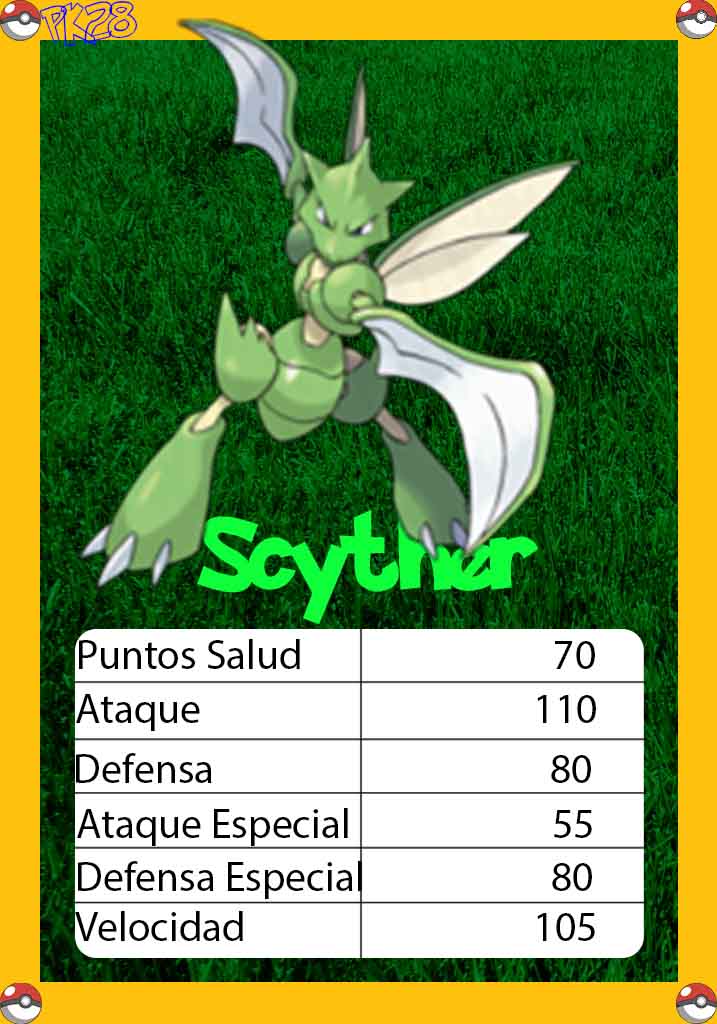 PK28
Scyther
Puntos Salud 70
Ataque 110
Defensa 80
Ataque Especial 55
Defensa Especial 80
Velocidad 105